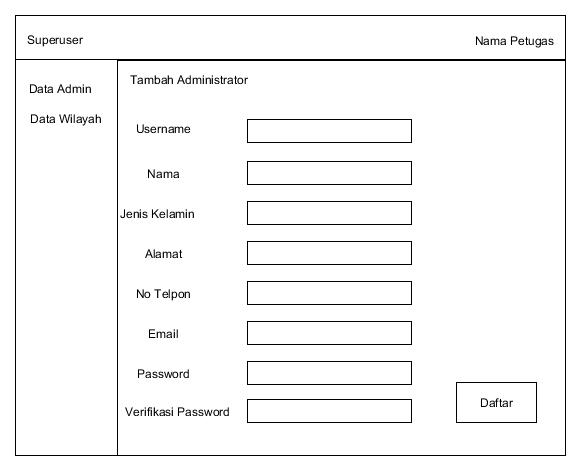 Superuser
Nama Petugas
Data Admin
Data Wilayah
Tambah Administrator
Username
Nama
Jenis Kelamin
Alamat
No Telpon
Email
Password
Verifikasi Password
Daftar